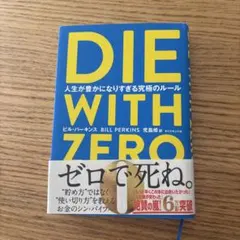 DIE
人生が豊かになりすぎる究極のルール
WITH
ビル・パーキンス BILL PERKINS 児島修 訳
ZERO
ゼロで死ね。
"貯め方"ではなく
"使い切り方"を教え
お金のシン・バイブ
6
突破